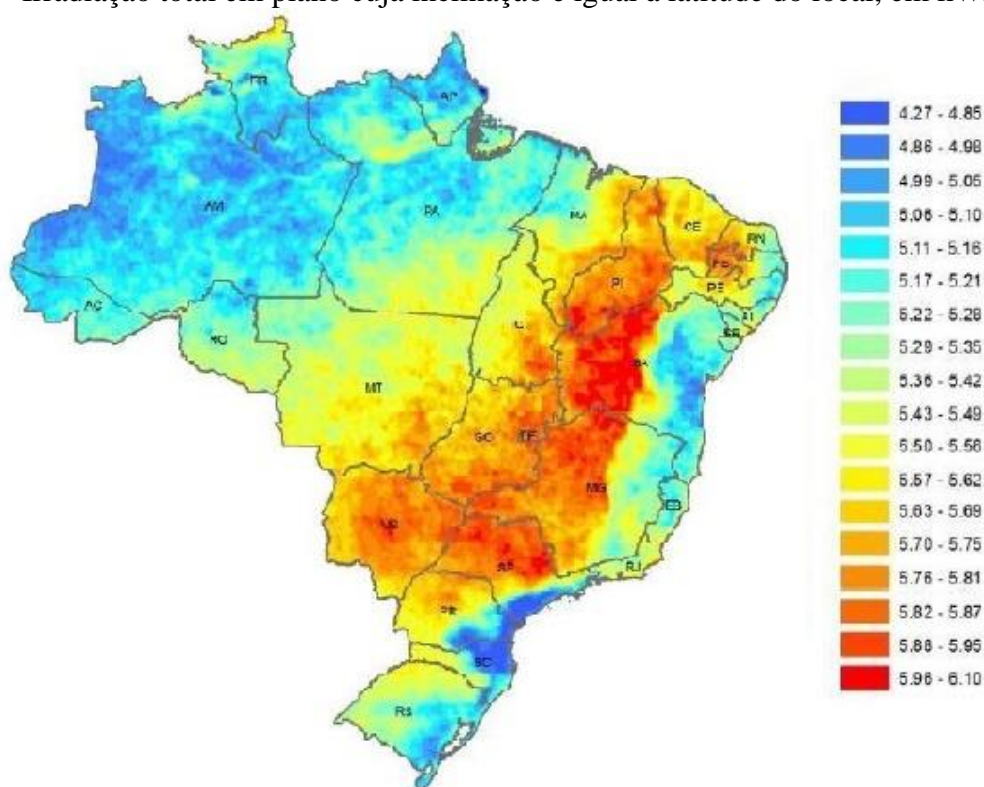 Irradiação total em plano cuja inclinação é igual à latitude do local, em
RR
AP
AM
PA
MA
CE
RN
PB
PI
PE
AC
SE
RO
BA
MT
GO
DF
MG
MS
ES
SP
RJ
PR
SC
RS
4.27 - 4.85
4.86 - 4.98
4.99 - 5.05
5.06 - 5.10
5.11 - 5.16
5.17 - 5.21
5.22 - 5.28
5.29 - 5.35
5.36 - 5.42
5.43 - 5.49
5.50 - 5.56
5.57 - 5.62
5.63 - 5.69
5.70 - 5.75
5.76 - 5.81
5.82 - 5.87
5.88 - 5.95
5.96 - 6.10